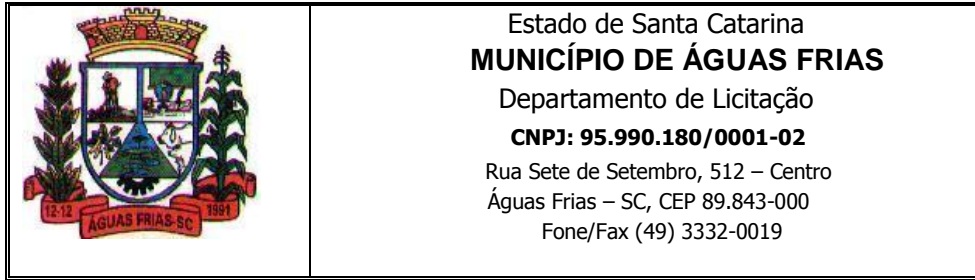 12-12
ÁGUAS FRIAS-SC
1991
Estado de Santa Catarina
MUNICÍPIO DE ÁGUAS FRIAS
Departamento de Licitação
CNPJ: 95.990.180/0001-02
Rua Sete de Setembro, 512 – Centro
Águas Frias – SC, CEP 89.843-000
Fone/Fax (49) 3332-0019